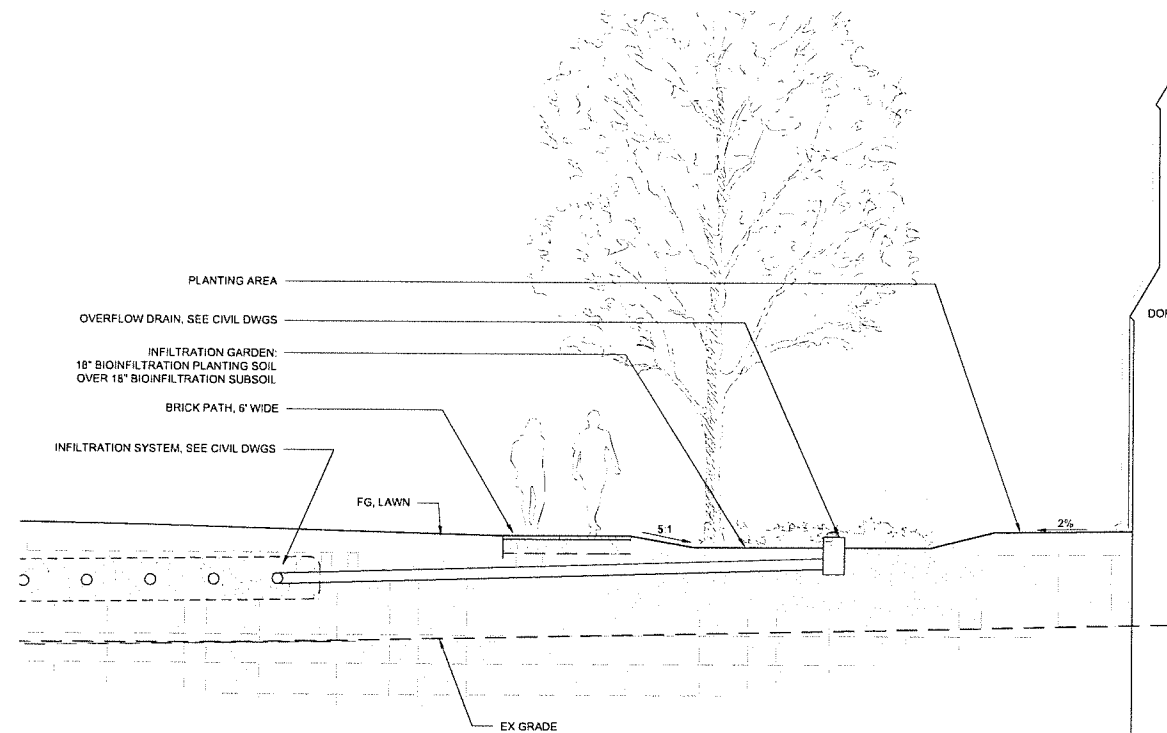 PLANTING AREA
OVERFLOW DRAIN, SEE CIVIL DWGS
INFILTRATION GARDEN:
18" BIOINFILTRATION PLANTING SOIL
OVER 18" BIOINFILTRATION SUBSOIL
BRICK PATH, 6' WIDE
INFILTRATION SYSTEM, SEE CIVIL DWGS
FG, LAWN
5:1
2%
EX GRADE